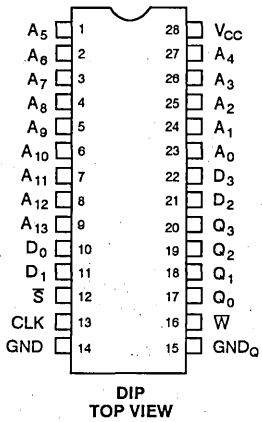 A5 1 28 VCC
A6 2 27 A4
A7 3 26 A3
A8 4 25 A2
A9 5 24 A1
A10 6 23 A0
A11 7 22 D3
A12 8 21 D2
A13 9 20 Q3
D0 10 19 Q2
D1 11 18 Q1
S̅ 12 17 Q0
CLK 13 16 W̅
GND 14 15 GNDQ
DIP
TOP VIEW